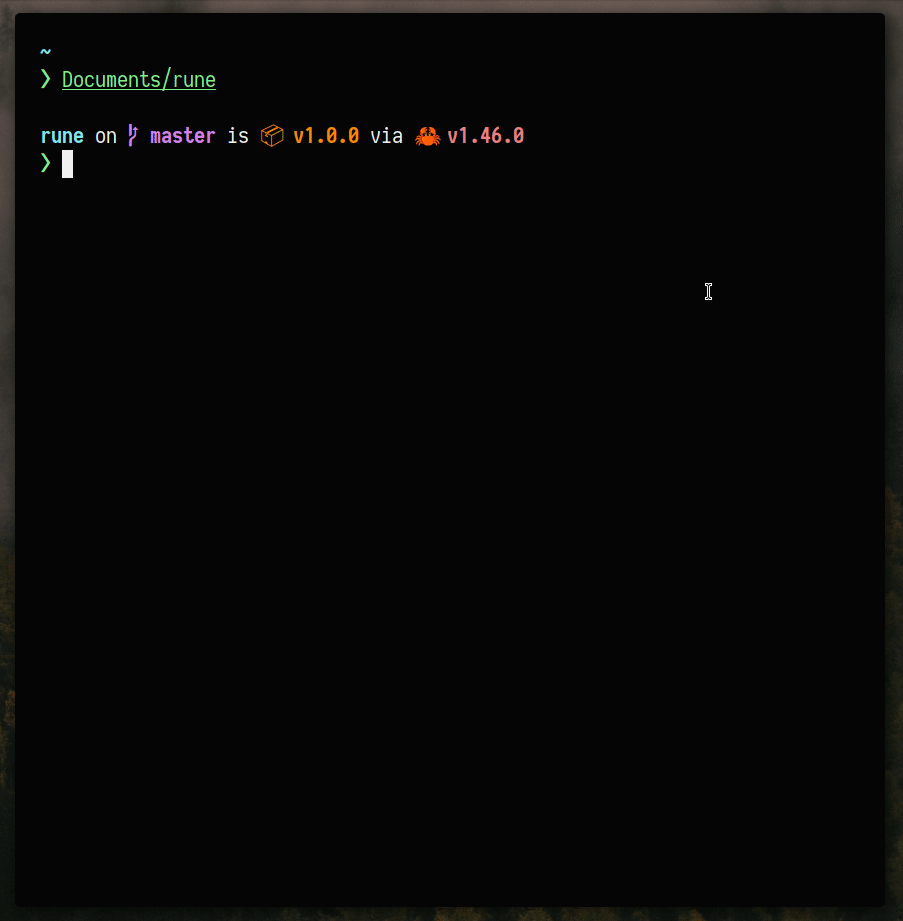 ~
❯ Documents/rune
rune on  master is 📦 v1.0.0 via 🦀 v1.46.0
❯